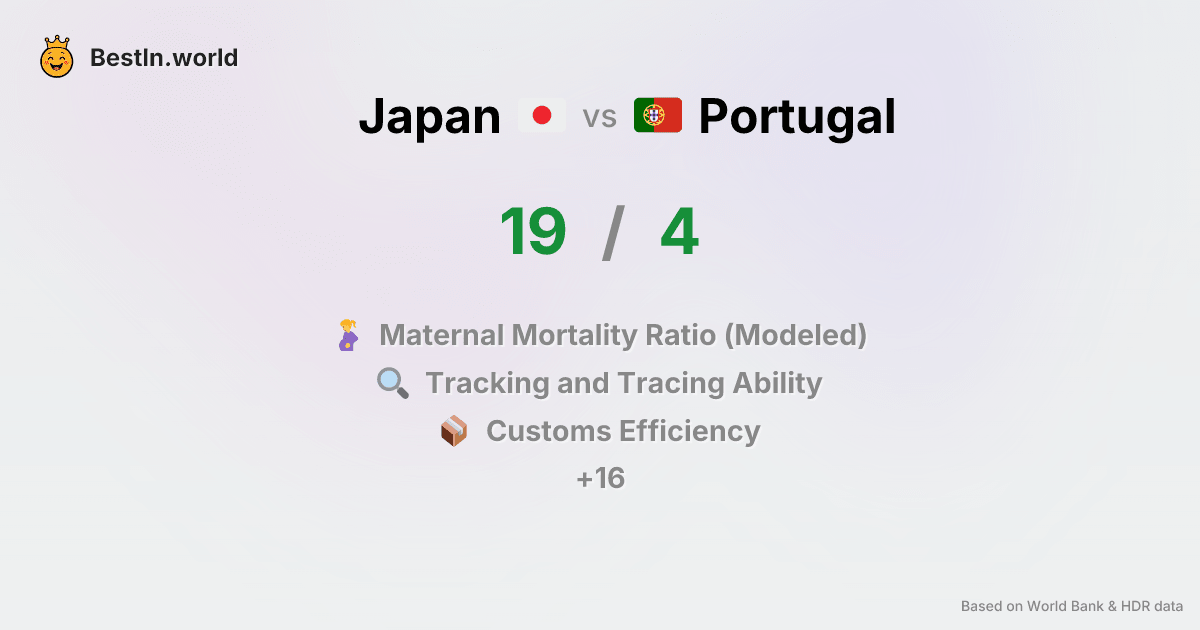 BestIn.world
Japan vs Portugal
19 / 4
Maternal Mortality Ratio (Modeled)
Tracking and Tracing Ability
Customs Efficiency
+16
Based on World Bank & HDR data